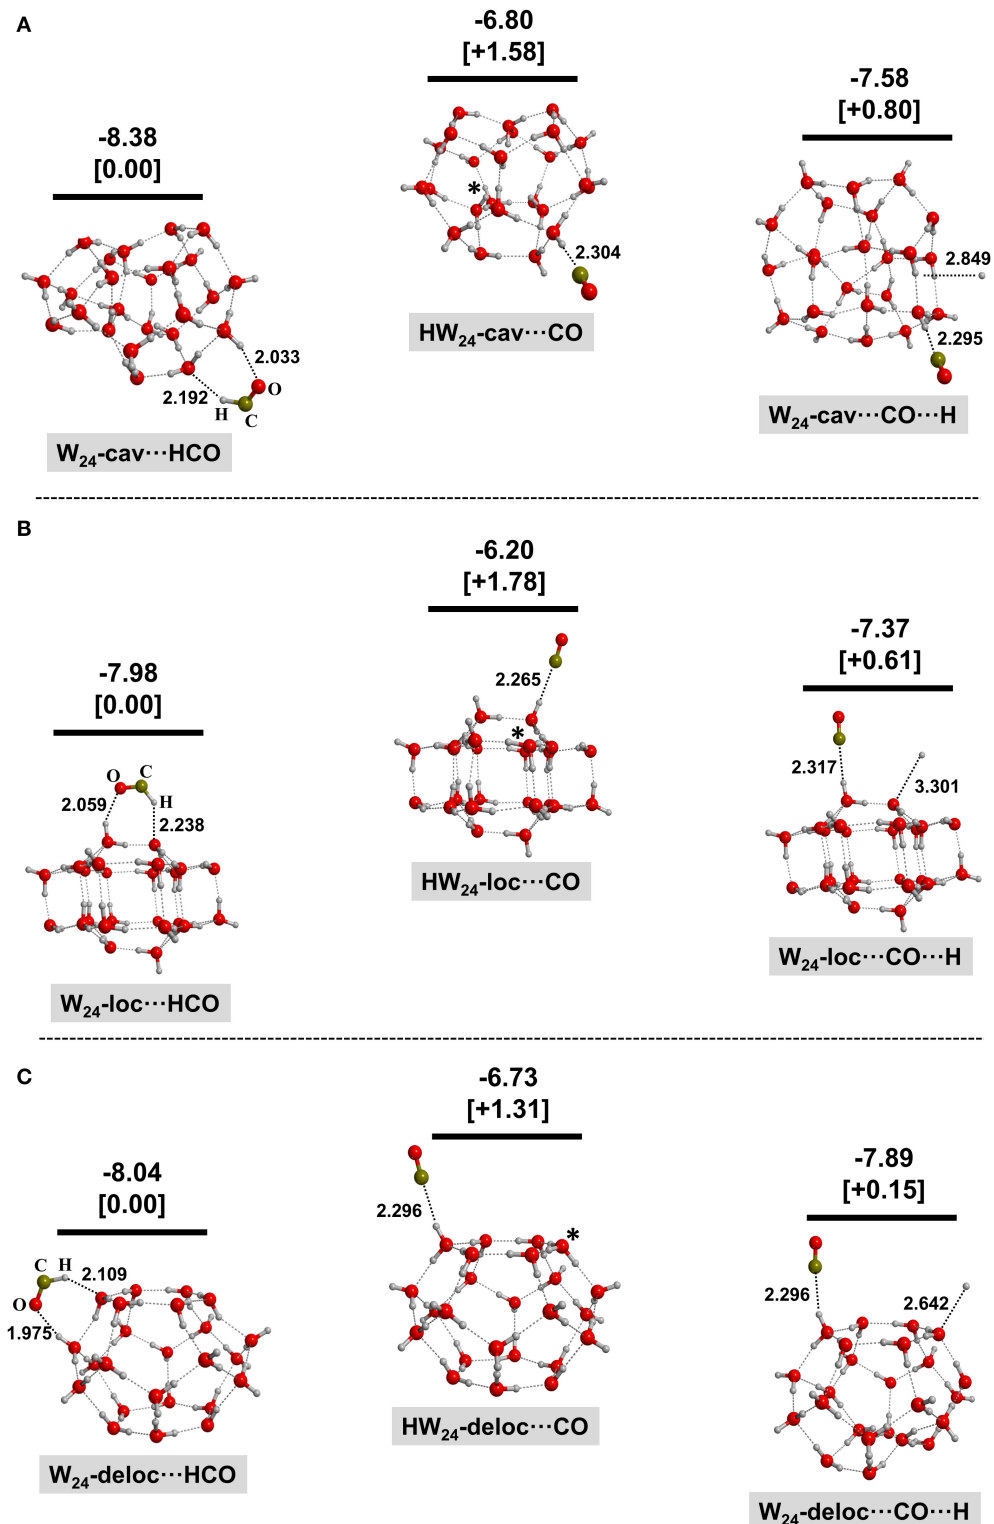 A
-6.80
[+1.58]
-7.58
[+0.80]
-8.38
[0.00]
*
2.304
2.849
2.295
2.033
2.192
O
H
C
HW₂₄-cav···CO
W₂₄-cav···CO···H
W₂₄-cav···HCO
B
-6.20
[+1.78]
-7.37
[+0.61]
-7.98
[0.00]
2.265
*
2.317
3.301
O
C
H
2.059
2.238
HW₂₄-loc···CO
W₂₄-loc···CO···H
W₂₄-loc···HCO
C
-6.73
[+1.31]
-7.89
[+0.15]
-8.04
[0.00]
2.296
*
2.296
2.642
C
H
2.109
O
1.975
HW₂₄-deloc···CO
W₂₄-deloc···HCO
W₂₄-deloc···CO···H